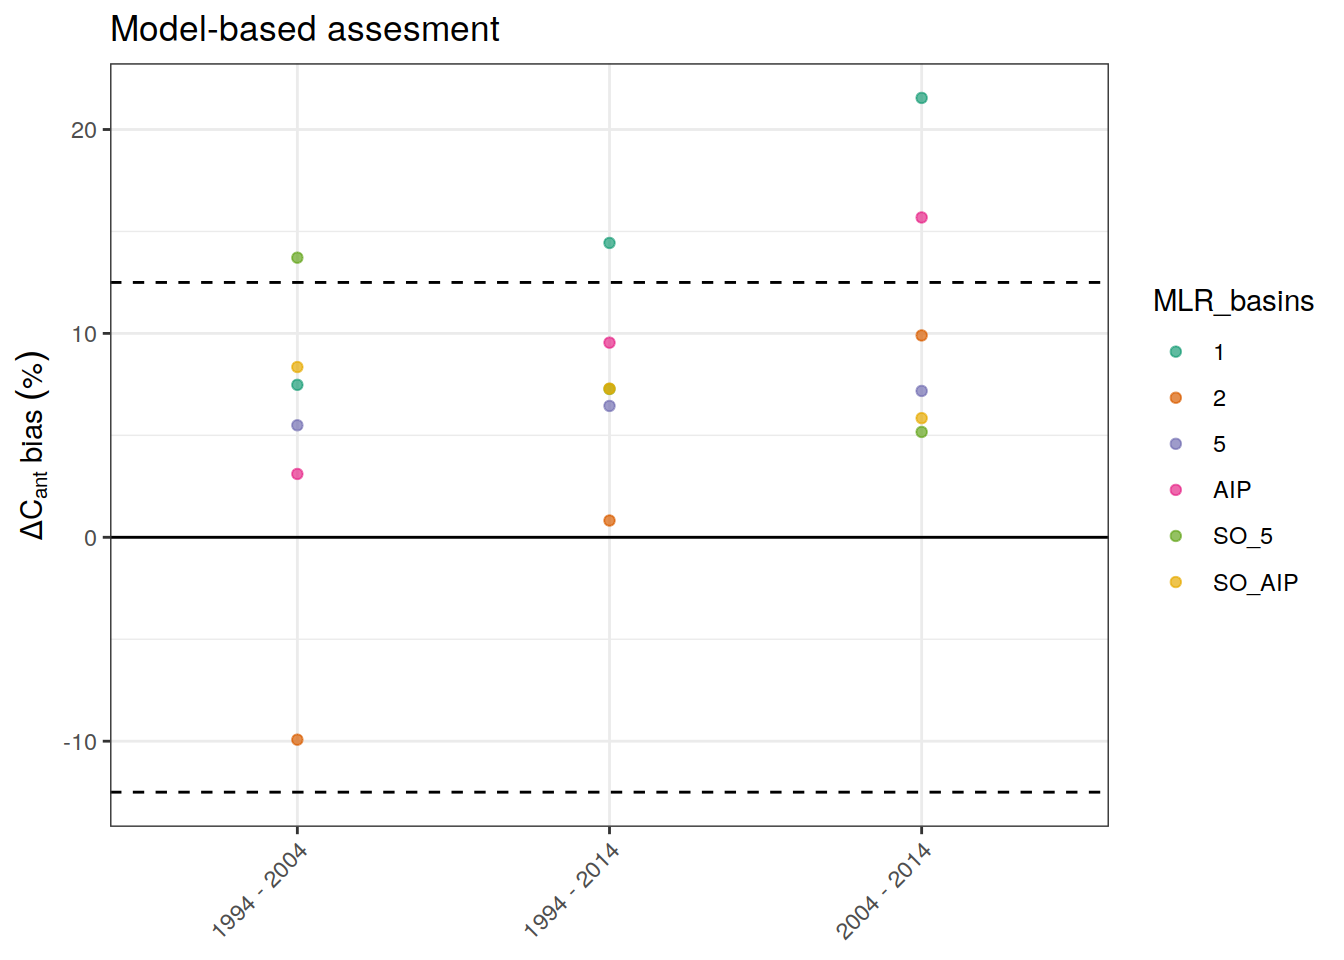 Model-based assesment
20
10
0
-10
ΔCant bias (%)
1994 - 2004
1994 - 2014
2004 - 2014
MLR_basins
1
2
5
AIP
SO_5
SO_AIP